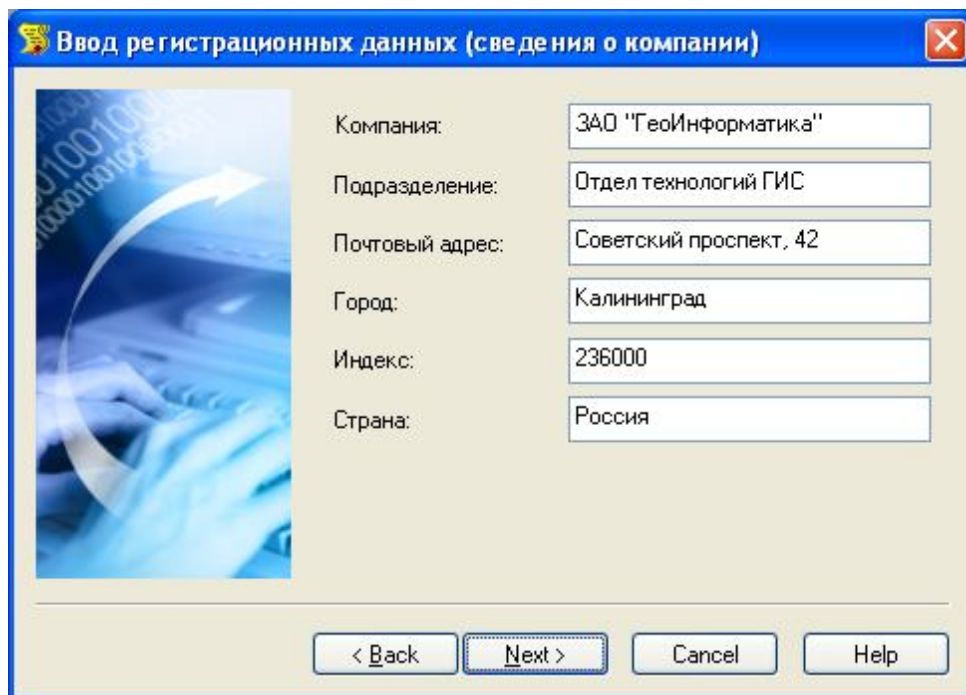 Ввод регистрационных данных (сведения о компании)
Компания: ЗАО "ГеоИнформатика"
Подразделение: Отдел технологий ГИС
Почтовый адрес: Советский проспект, 42
Город: Калининград
Индекс: 236000
Страна: Россия
< Back Next > Cancel Help